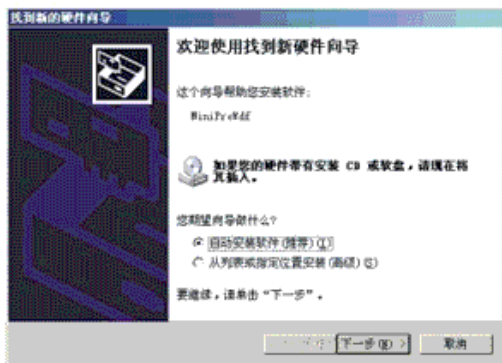 找到新的硬件向导
欢迎使用找到新硬件向导
这个向导帮助您安装软件:
MiniProWdf
如果您的硬件带有安装 CD 或软盘，请现在将
其插入。
您期望向导做什么?
自动安装软件(推荐)(I)
从列表或指定位置安装(高级)(S)
要继续，请单击“下一步”。
下一步(N) >
取消